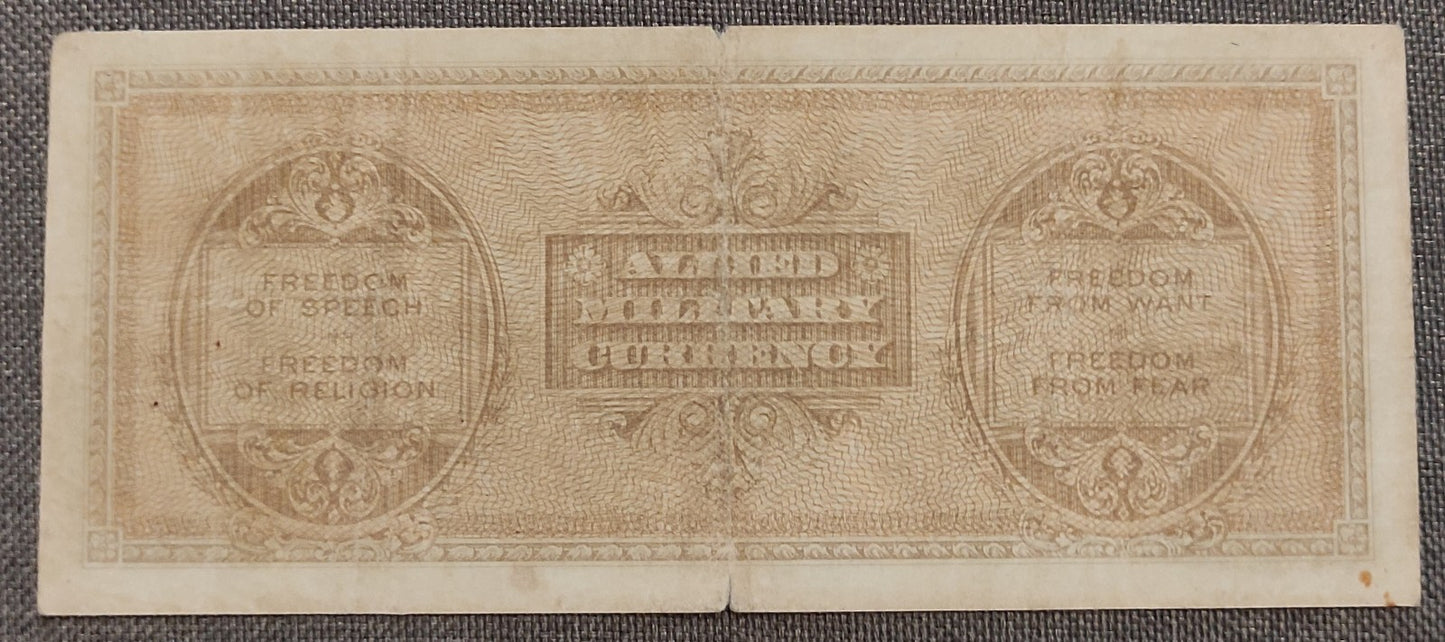 FREEDOM
OF SPEECH
FREEDOM
OF RELIGION
ALLIED
MILITARY
CURRENCY
FREEDOM
FROM WANT
FREEDOM
FROM FEAR